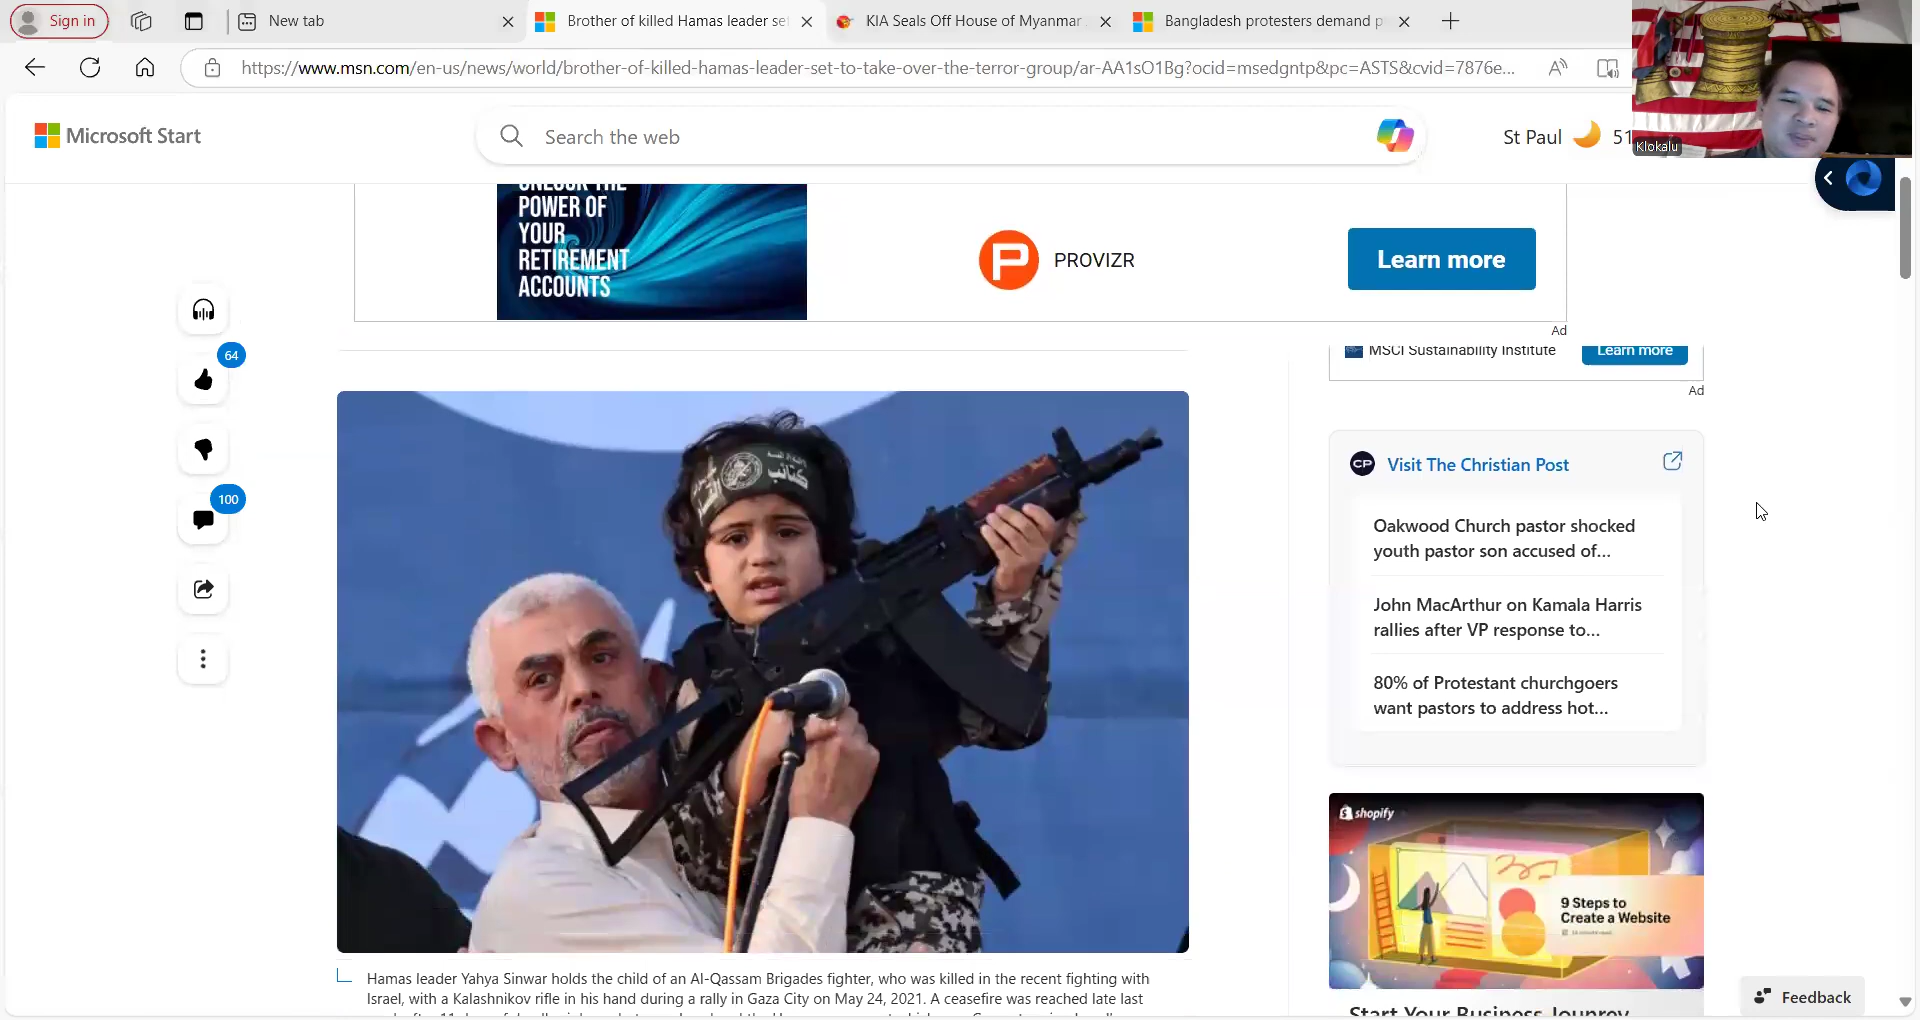 Sign in
New tab
Brother of killed Hamas leader se
KIA Seals Off House of Myanmar
Bangladesh protesters demand p
https://www.msn.com/en-us/news/world/brother-of-killed-hamas-leader-set-to-take-over-the-terror-group/ar-AA1sO1Bg?ocid=msedgntp&pc=ASTS&cvid=7876e...
Klokalu
Microsoft Start
Search the web
St Paul
51
UNLOCK THE
POWER OF
YOUR
RETIREMENT
ACCOUNTS
P PROVIZR
Learn more
Ad
MSCI Sustainability Institute
Learn more
Ad
64
100
كتائب
CP Visit The Christian Post
Oakwood Church pastor shocked
youth pastor son accused of...
John MacArthur on Kamala Harris
rallies after VP response to...
80% of Protestant churchgoers
want pastors to address hot...
shopify
9 Steps to
Create a Website
Start Your Business Journey
Hamas leader Yahya Sinwar holds the child of an Al-Qassam Brigades fighter, who was killed in the recent fighting with
Israel, with a Kalashnikov rifle in his hand during a rally in Gaza City on May 24, 2021. A ceasefire was reached late last
Feedback